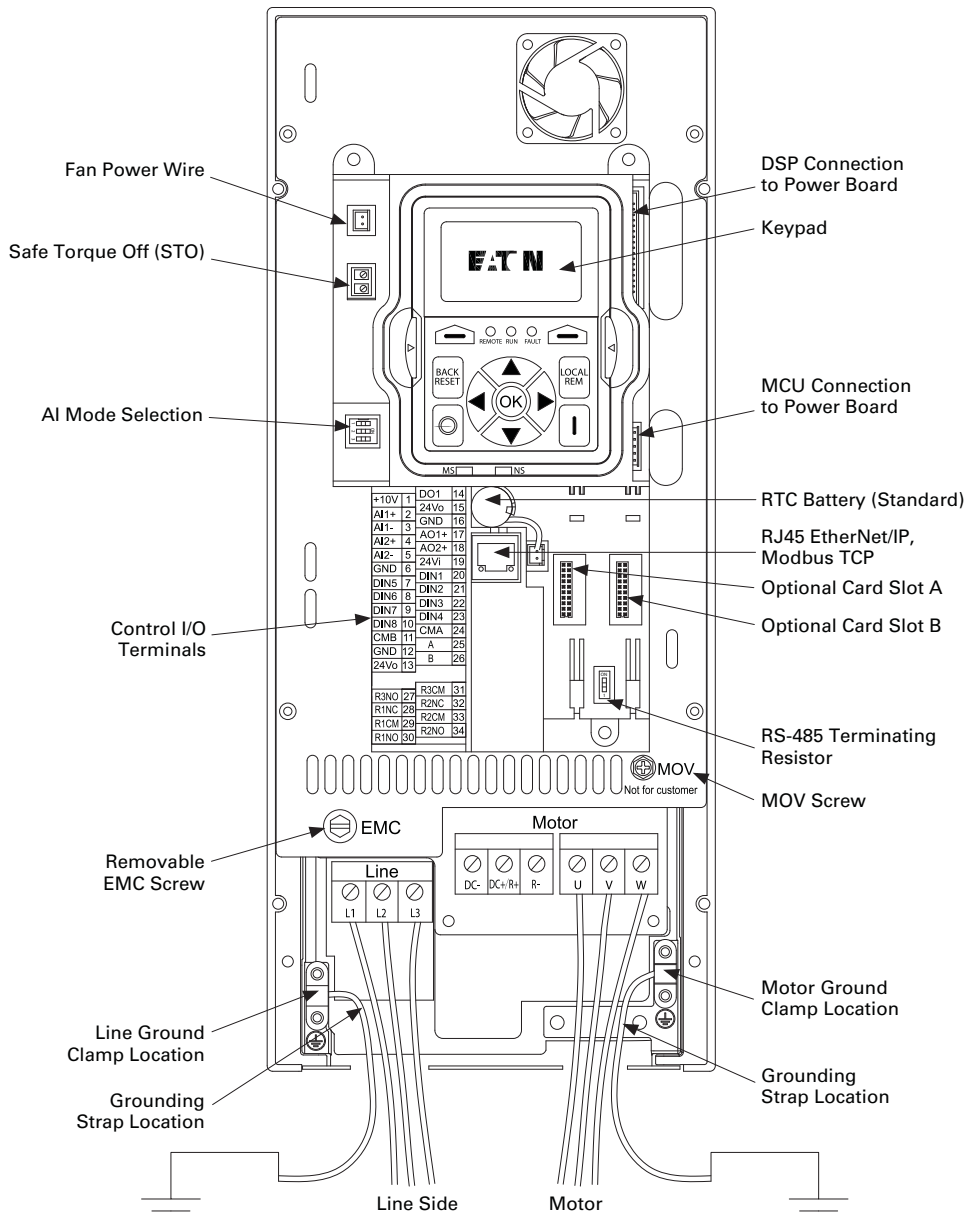 Fan Power Wire
Safe Torque Off (STO)
AI Mode Selection
Control I/O
Terminals
Removable
EMC Screw
Line Ground
Clamp Location
Grounding
Strap Location
DSP Connection
to Power Board
Keypad
MCU Connection
to Power Board
RTC Battery (Standard)
RJ45 EtherNet/IP,
Modbus TCP
Optional Card Slot A
Optional Card Slot B
RS-485 Terminating
Resistor
MOV Screw
Motor Ground
Clamp Location
Grounding
Strap Location
EATON
REMOTE RUN FAULT
BACK
RESET
LOCAL
REM
OK
MS NS
+10V 1
AI1+ 2
AI1- 3
AI2+ 4
AI2- 5
GND 6
DIN5 7
DIN6 8
DIN7 9
DIN8 10
CMB 11
GND 12
24Vo 13
DO1 14
24Vo 15
GND 16
AO1+ 17
AO2+ 18
24Vi 19
DIN1 20
DIN2 21
DIN3 22
DIN4 23
CMA 24
A 25
B 26
R3NO 27
R1NC 28
R1CM 29
R1NO 30
R3CM 31
R2NC 32
R2CM 33
R2NO 34
MOV
Not for customer
EMC
Line
L1 L2 L3
Motor
DC- DC+/R+ R- U V W
Line Side
Motor